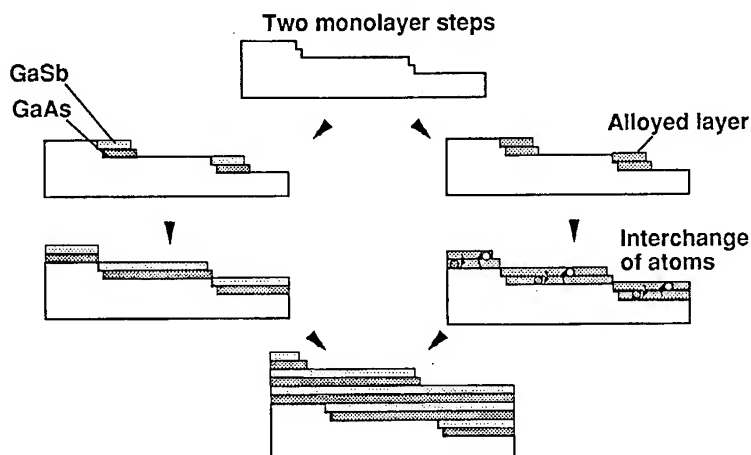 Two monolayer steps
GaSb
GaAs
Alloyed layer
Interchange
of atoms